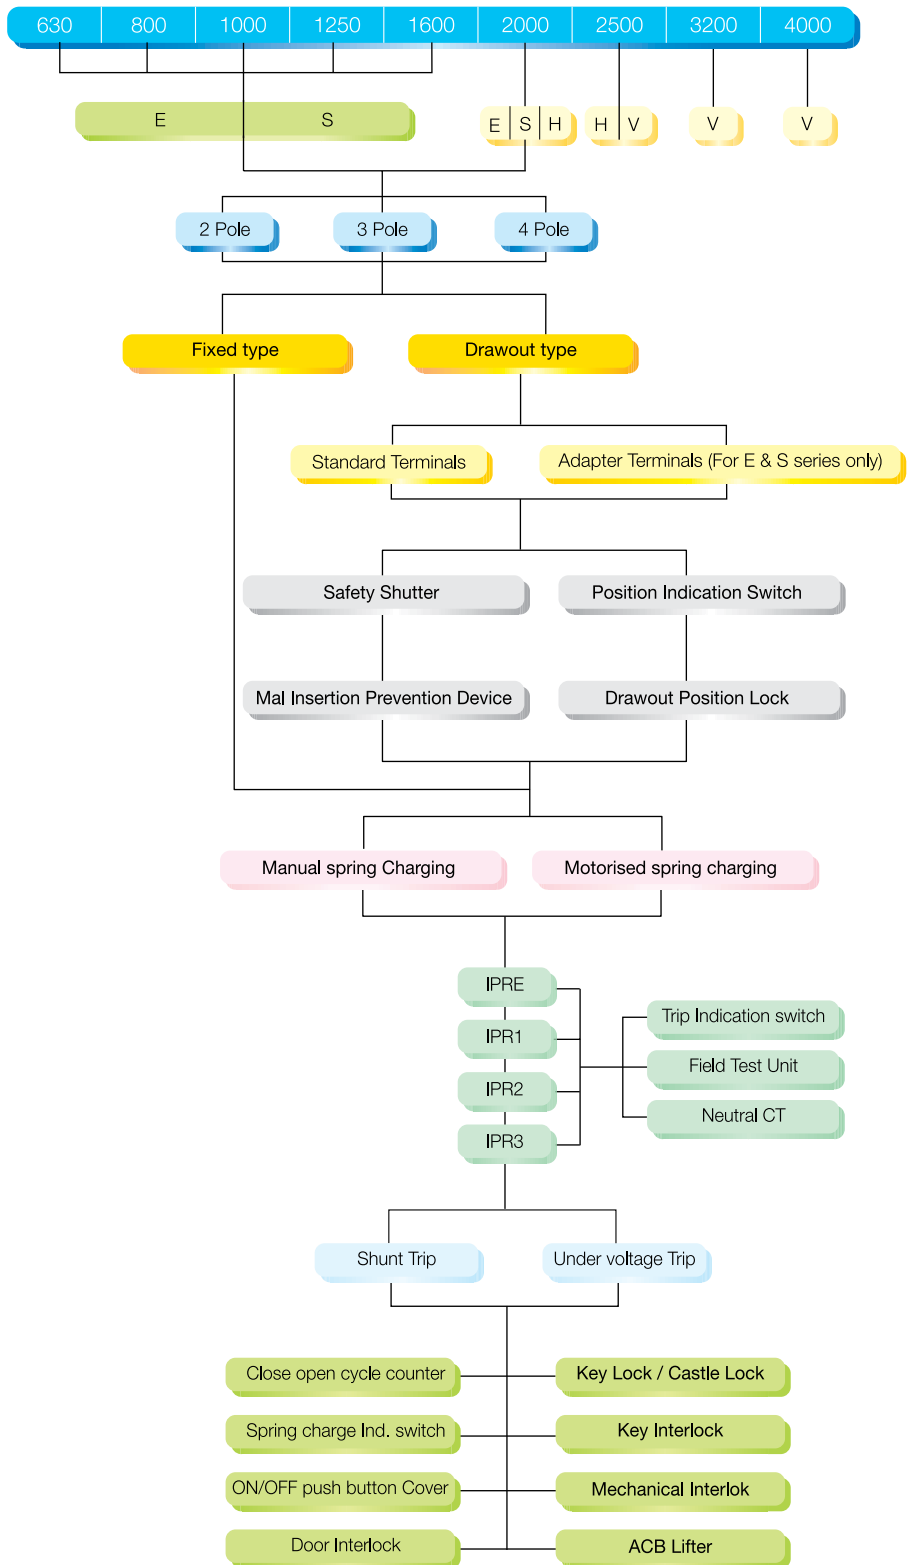 630 800 1000 1250 1600 2000 2500 3200 4000
E S E S H H V V V
2 Pole 3 Pole 4 Pole
Fixed type Drawout type
Standard Terminals Adapter Terminals (For E & S series only)
Safety Shutter Position Indication Switch
Mal Insertion Prevention Device Drawout Position Lock
Manual spring Charging Motorised spring charging
IPRE
Trip Indication switch
IPR1
Field Test Unit
IPR2
Neutral CT
IPR3
Shunt Trip Under voltage Trip
Close open cycle counter Key Lock / Castle Lock
Spring charge Ind. switch Key Interlock
ON/OFF push button Cover Mechanical Interlok
Door Interlock ACB Lifter